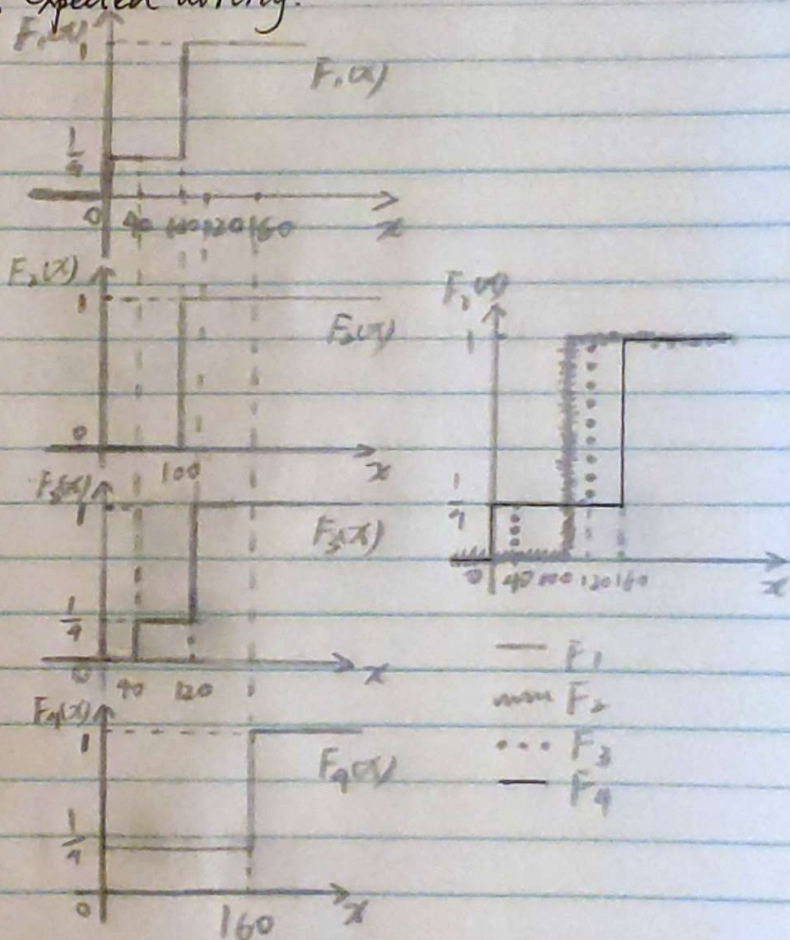 expected utility.
F₁(x)
1
F₁(x)
1/4
0 40 100 120 160 x
F₂(x)
1
F₂(x)
0
100 x
F₃(x)
1
F₃(x)
1/4
0
40 120 x
F₄(x)
1
F₄(x)
1/4
0
160 x
1
1/4
0 40 100 120 160 x
F1
F2
F3
F4